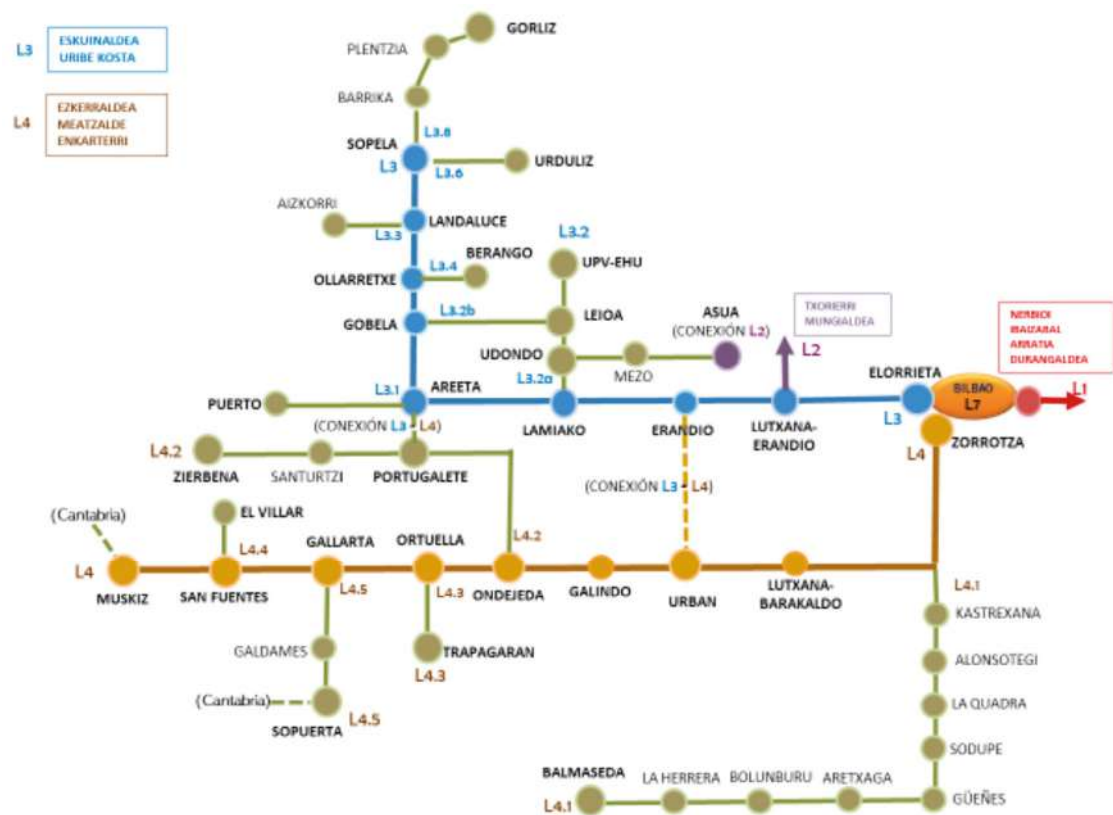 GORLIZ
PLENTZIA
L3
ESKUINALDEA
URIBE KOSTA
BARRIKA
L4
EZKERRALDEA
MEATZALDE
ENKARTERRI
L3.8
SOPELA
L3
L3.6
URDULIZ
AIZKORRI
LANDALUCE
L3.3
L3.2
BERANGO
UPV-EHU
OLLARRETXE
L3.4
L3.2b
GOBELA
LEIOA
ASUA
(CONEXIÓN L2)
TXORIERRI
MUNGIALDEA
L2
NERBIOI
IBAIZABAL
ARRATIA
DURANGALDEA
UDONDO
MEZO
L3.2a
ELORRIETA
BILBAO
L7
L1
L3.1
AREETA
PUERTO
(CONEXIÓN L3 - L4)
LAMIAKO
ERANDIO
LUTXANA-
ERANDIO
L3
L4
ZORROTZA
L4.2
ZIERBENA
SANTURTZI
PORTUGALETE
(CONEXIÓN L3 - L4)
(Cantabria)
EL VILLAR
L4.4
GALLARTA
ORTUELLA
L4.2
L4
MUSKIZ
SAN FUENTES
L4.5
L4.3
ONDEJEDA
GALINDO
URBAN
LUTXANA-
BARAKALDO
L4.1
KASTREXANA
GALDAMES
TRAPAGARAN
L4.3
ALONSOTEGI
(Cantabria)
L4.5
SOPUERTA
LA QUADRA
SODUPE
BALMASEDA
LA HERRERA
BOLUNBURU
ARETXAGA
L4.1
GÜEÑES